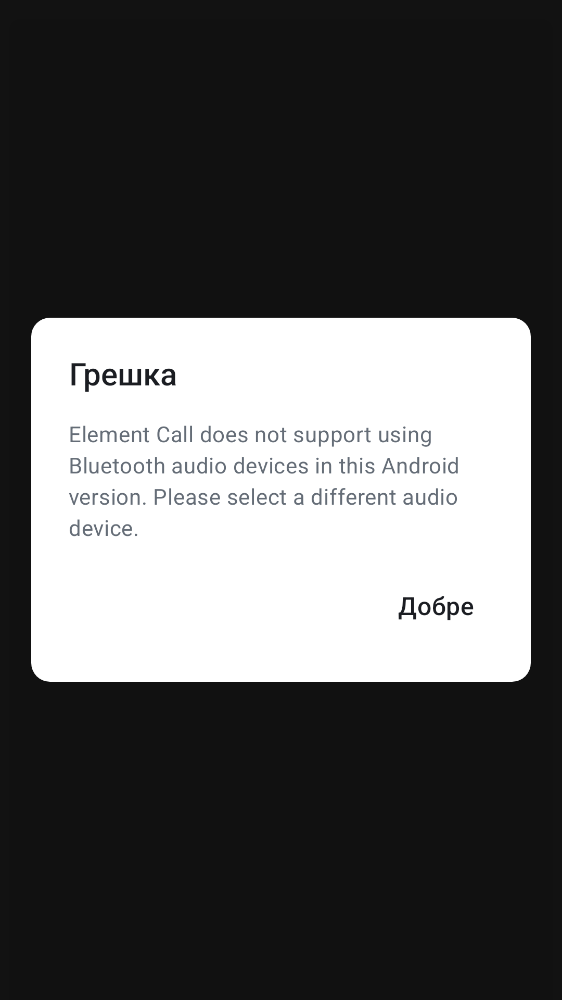 Грешка
Element Call does not support using
Bluetooth audio devices in this Android
version. Please select a different audio
device.
Добре